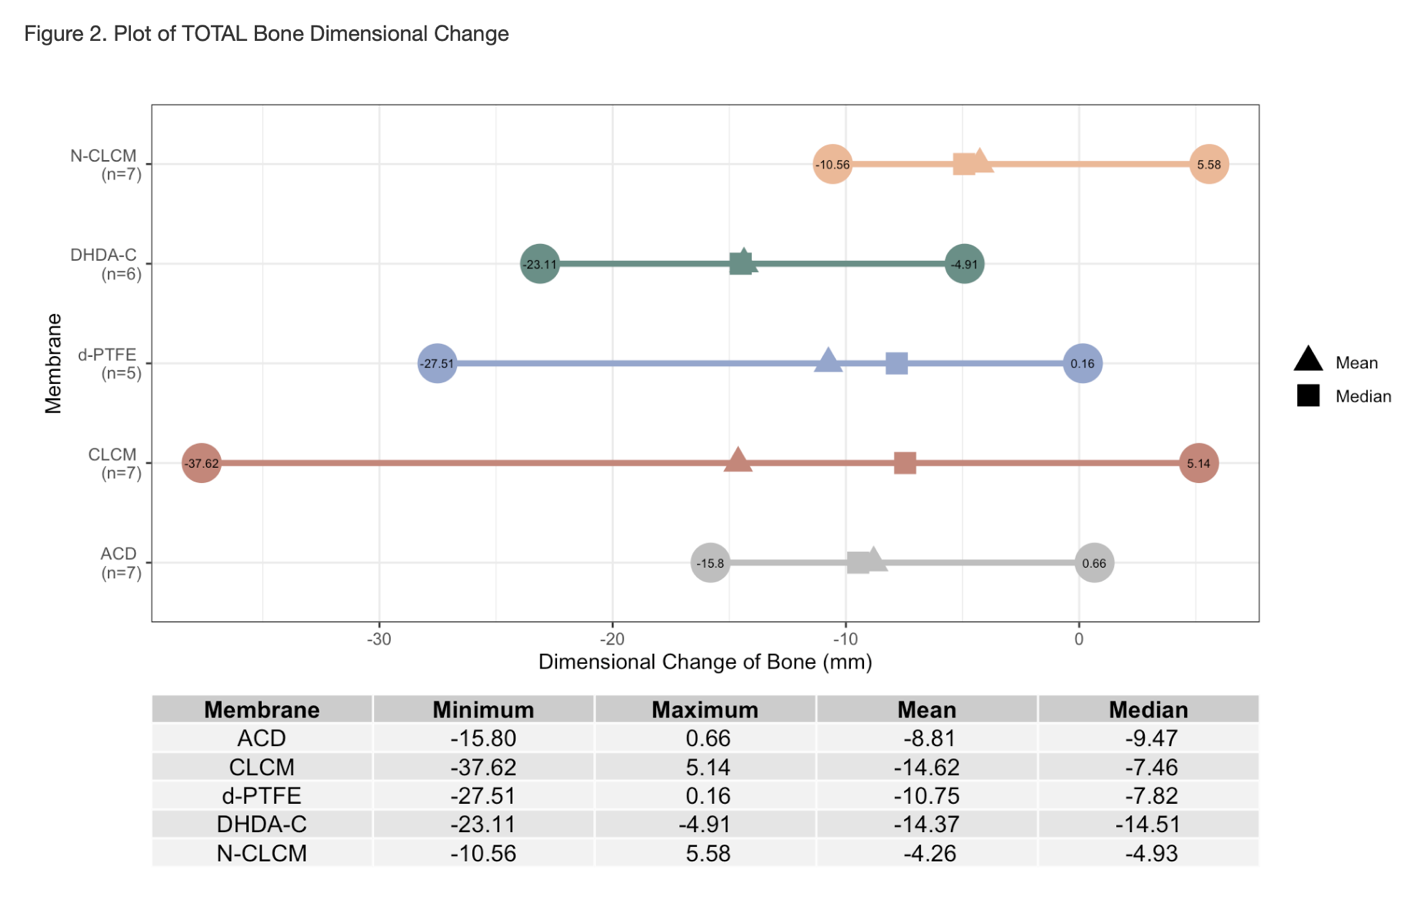 Figure 2. Plot of TOTAL Bone Dimensional Change
N-CLCM
(n=7)
-10.56
5.58
DHDA-C
(n=6)
-23.11
-4.91
d-PTFE
(n=5)
-27.51
0.16
CLCM
(n=7)
-37.62
5.14
ACD
(n=7)
-15.8
0.66
Membrane
Mean
Median
-30 -20 -10 0
Dimensional Change of Bone (mm)
Membrane Minimum Maximum Mean Median
ACD -15.80 0.66 -8.81 -9.47
CLCM -37.62 5.14 -14.62 -7.46
d-PTFE -27.51 0.16 -10.75 -7.82
DHDA-C -23.11 -4.91 -14.37 -14.51
N-CLCM -10.56 5.58 -4.26 -4.93